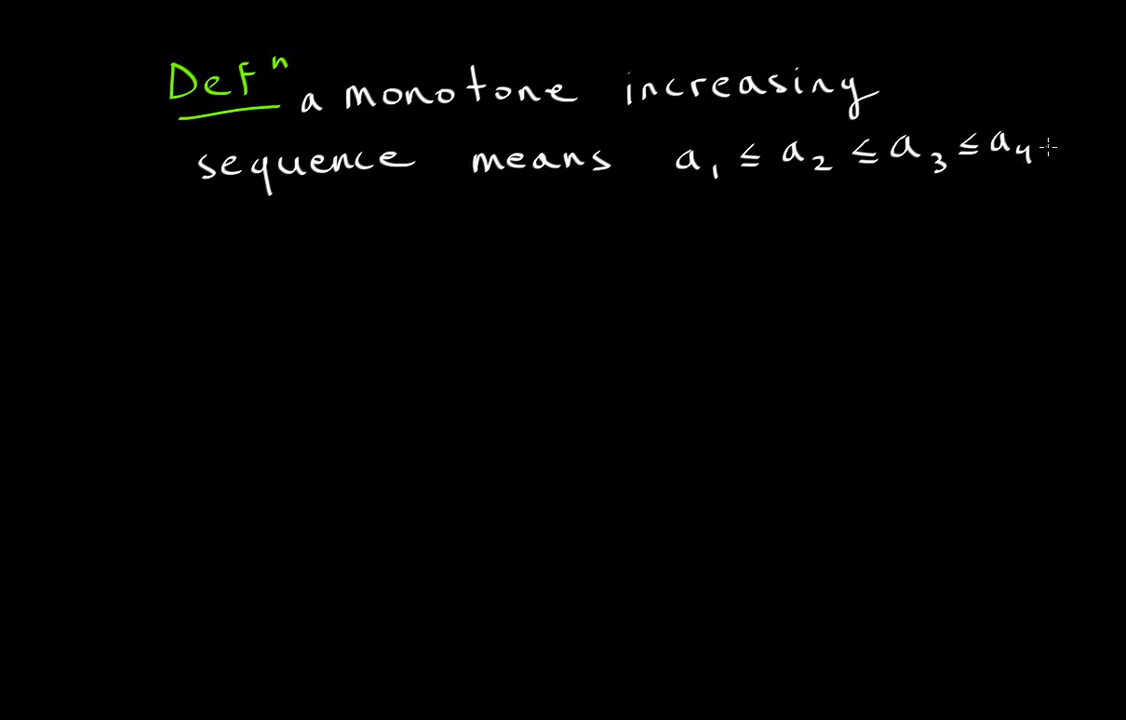 Defⁿ a monotone increasing
sequence means a₁ ≤ a₂ ≤ a₃ ≤ a₄